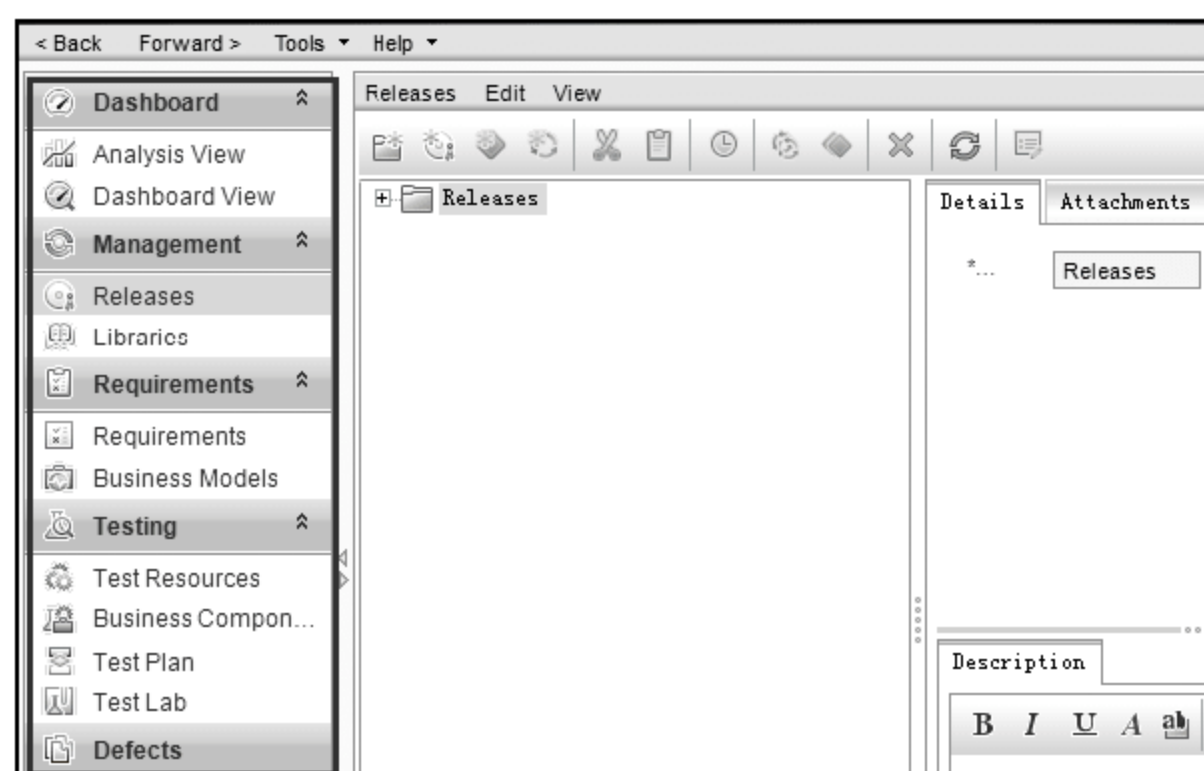 < Back Forward > Tools Help
Dashboard
Analysis View
Dashboard View
Management
Releases
Libraries
Requirements
Requirements
Business Models
Testing
Test Resources
Business Compon...
Test Plan
Test Lab
Defects
Releases Edit View
Releases
Details Attachments
*... Releases
Description
B I U A ab